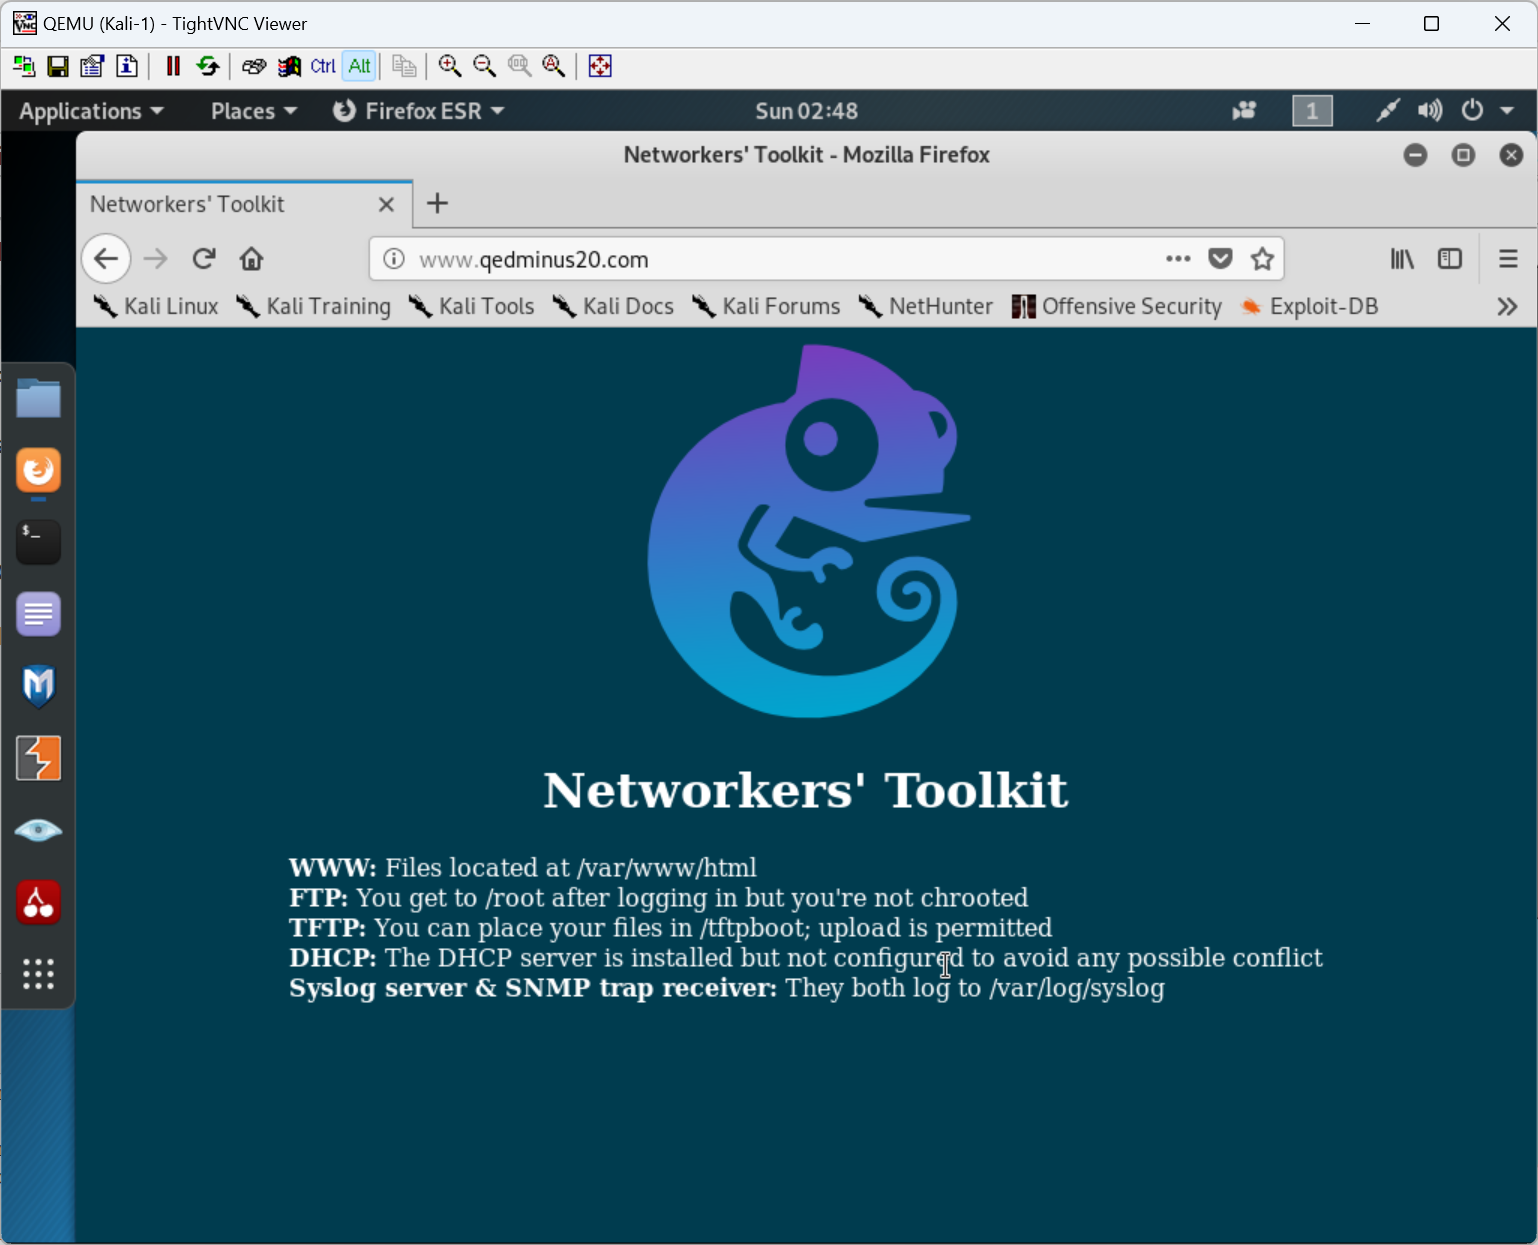 QEMU (Kali-1) - TightVNC Viewer
Ctrl Alt
Applications Places Firefox ESR Sun 02:48 1
Networkers' Toolkit - Mozilla Firefox
Networkers' Toolkit
www.qedminus20.com
Kali Linux Kali Training Kali Tools Kali Docs Kali Forums NetHunter Offensive Security Exploit-DB
$_
Networkers' Toolkit
WWW: Files located at /var/www/html
FTP: You get to /root after logging in but you're not chrooted
TFTP: You can place your files in /tftpboot; upload is permitted
DHCP: The DHCP server is installed but not configured to avoid any possible conflict
Syslog server & SNMP trap receiver: They both log to /var/log/syslog